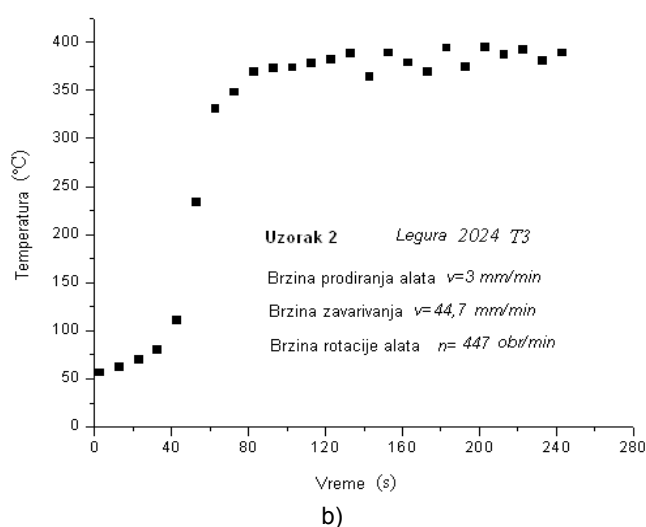 400
350
300
250
200
150
100
50
0
Temperatura (°C)
Uzorak 2 Legura 2024 T3
Brzina prodiranja alata v=3 mm/min
Brzina zavarivanja v=44,7 mm/min
Brzina rotacije alata n= 447 obr/min
0 40 80 120 160 200 240 280
Vreme (s)
b)